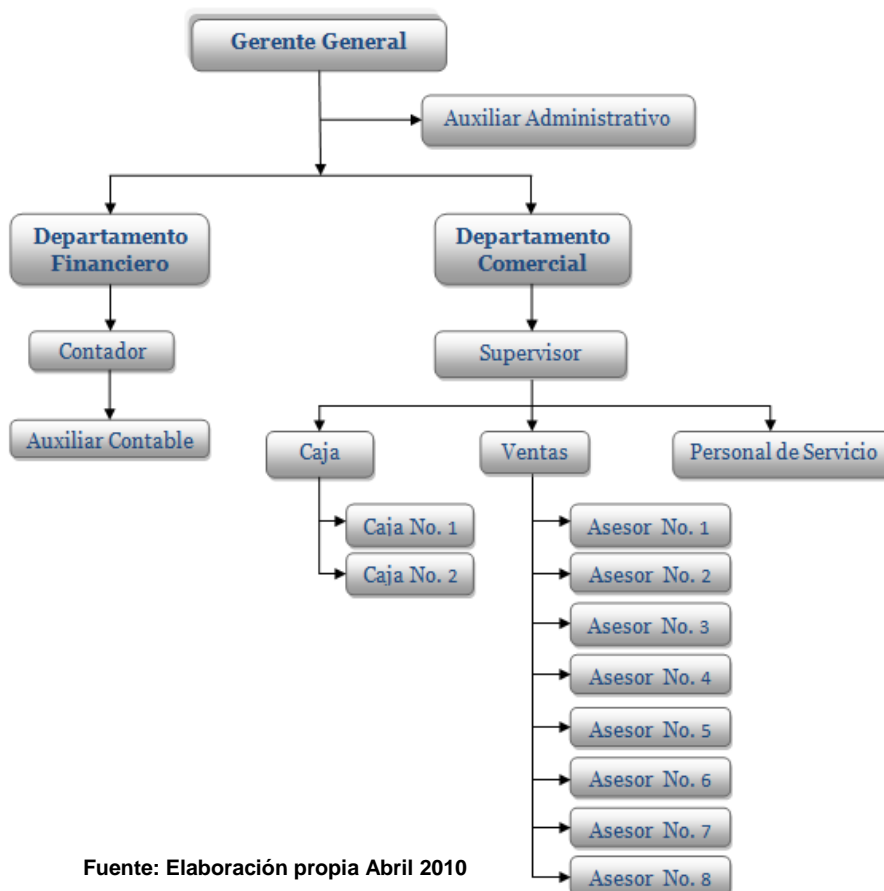 Gerente General
Auxiliar Administrativo
Departamento
Financiero
Departamento
Comercial
Contador
Supervisor
Auxiliar Contable
Caja
Ventas
Personal de Servicio
Caja No. 1
Caja No. 2
Asesor No. 1
Asesor No. 2
Asesor No. 3
Asesor No. 4
Asesor No. 5
Asesor No. 6
Asesor No. 7
Asesor No. 8
Fuente: Elaboración propia Abril 2010